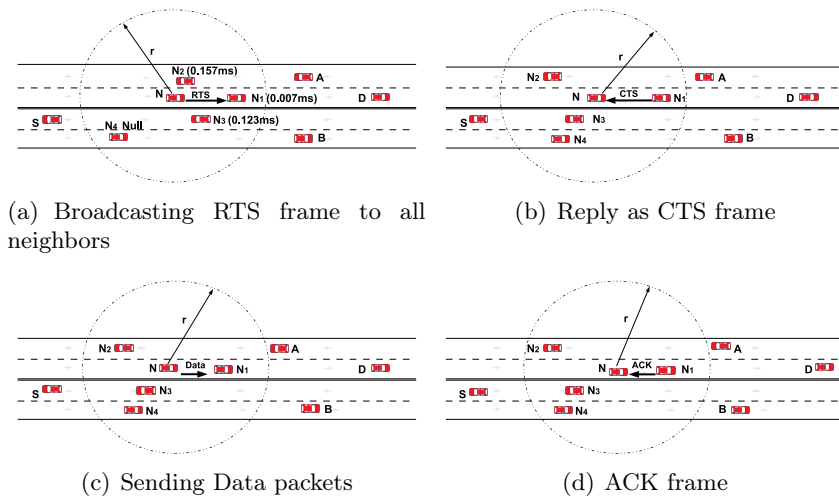 r
N₂ (0.157ms)
A
N
RTS
N₁ (0.007ms)
D
S
N₃ (0.123ms)
N₄ Null
B
(a) Broadcasting RTS frame to all
neighbors
r
N₂
A
N
CTS
N₁
D
S
N₃
N₄
B
(b) Reply as CTS frame
r
N₂
A
N
Data
N₁
D
S
N₃
N₄
B
(c) Sending Data packets
r
N₂
A
N
ACK
N₁
D
S
N₃
N₄
B
(d) ACK frame